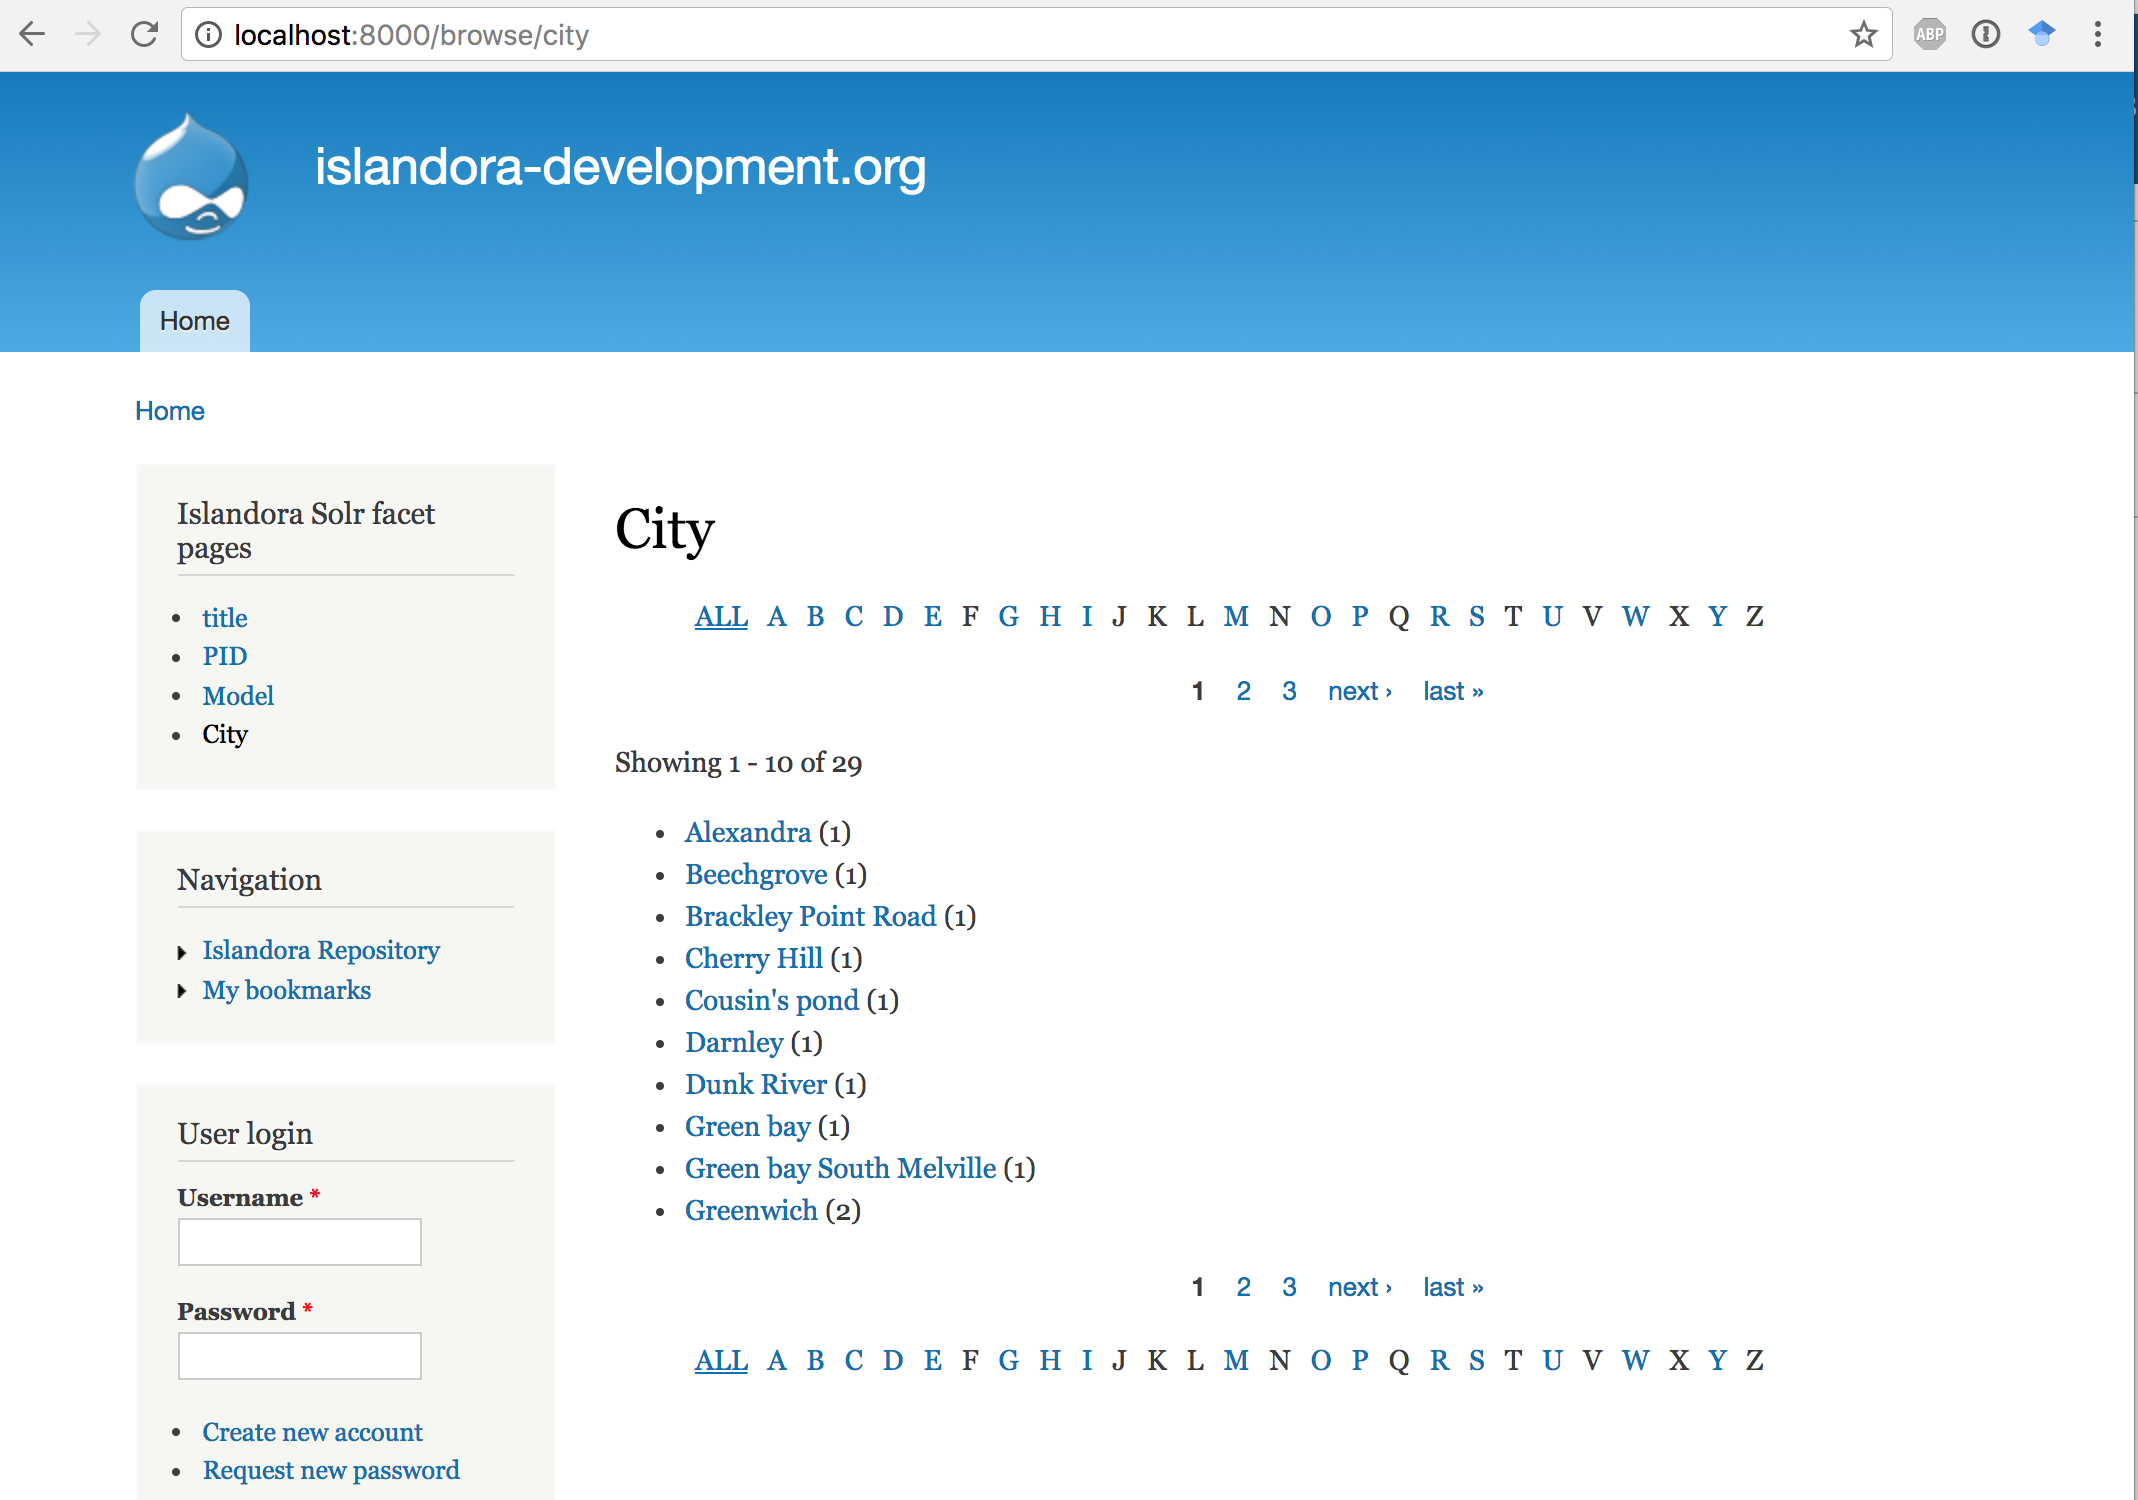 localhost:8000/browse/city
ABP
islandora-development.org
Home
Home
Islandora Solr facet
pages
title
PID
Model
City
Navigation
Islandora Repository
My bookmarks
User login
Username *
Password *
Create new account
Request new password
City
ALL A B C D E F G H I J K L M N O P Q R S T U V W X Y Z
1 2 3 next › last »
Showing 1 - 10 of 29
Alexandra (1)
Beechgrove (1)
Brackley Point Road (1)
Cherry Hill (1)
Cousin's pond (1)
Darnley (1)
Dunk River (1)
Green bay (1)
Green bay South Melville (1)
Greenwich (2)
1 2 3 next › last »
ALL A B C D E F G H I J K L M N O P Q R S T U V W X Y Z